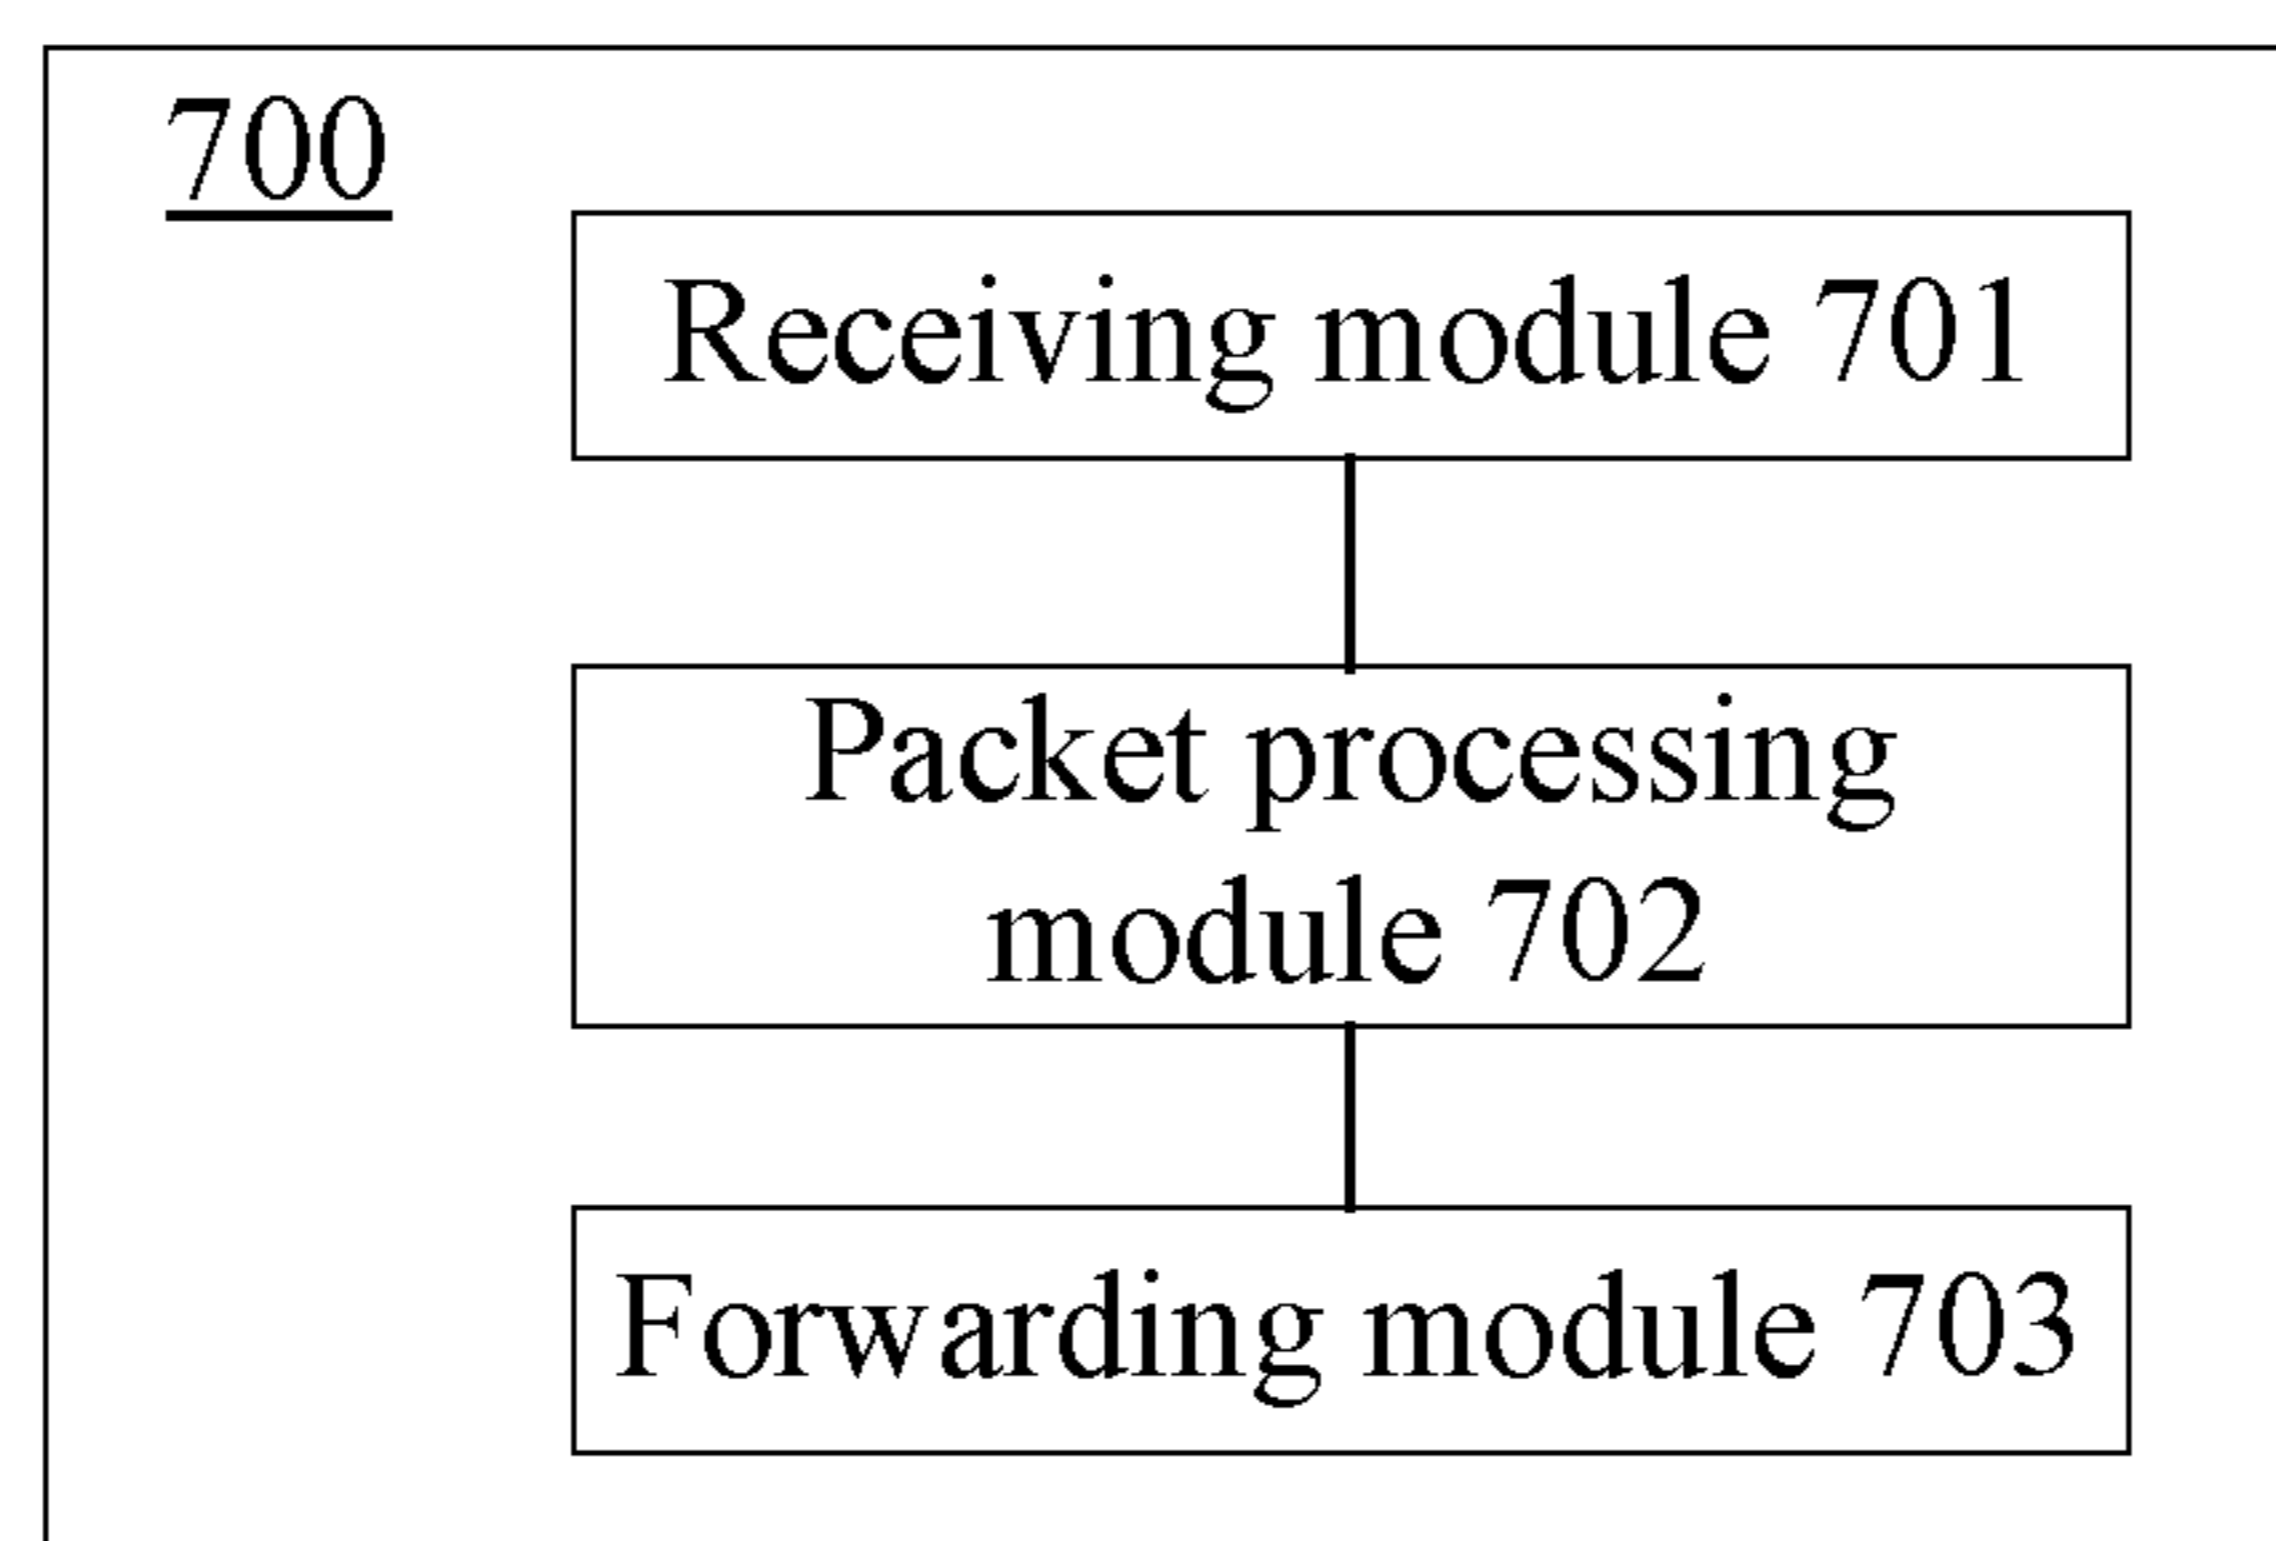 700
Receiving module 701
Packet processing
module 702
Forwarding module 703